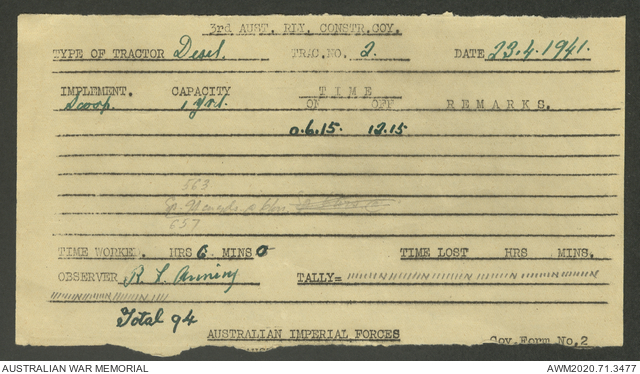 3rd AUST. RLY. CONSTR.COY.
TYPE OF TRACTOR Desel. TRAC.NO. 2. DATE 23.4.1941.
IMPLEMENT. CAPACITY TIME
Scoop. 1 yrd. ON OFF REMARKS.
0.6.15. 12.15
563
657
TIME WORKED. HRS 6 MINS 0 TIME LOST HRS MINS.
OBSERVER R. L. Anning TALLY=
Total 94
AUSTRALIAN IMPERIAL FORCES
Coy.Form No.2
AUSTRALIAN WAR MEMORIAL AWM2020.71.3477